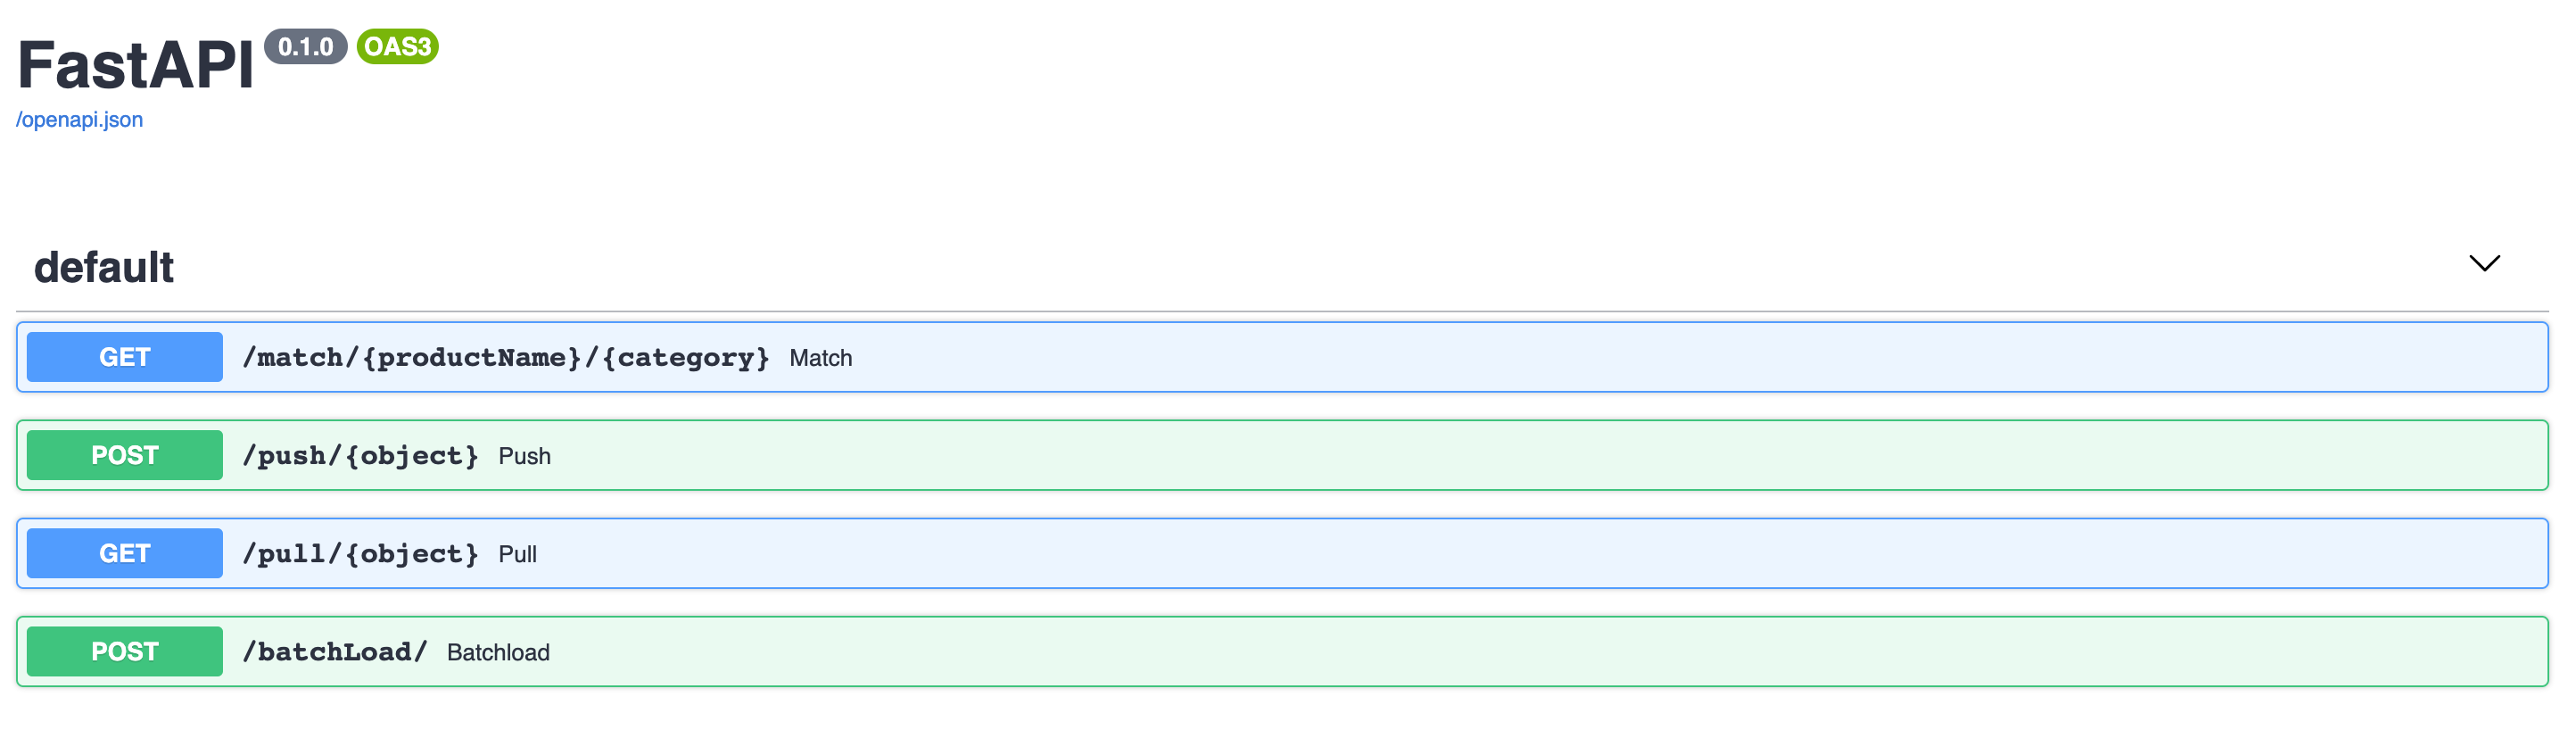 FastAPI 0.1.0 OAS3
/openapi.json
default
GET /match/{productName}/{category} Match
POST /push/{object} Push
GET /pull/{object} Pull
POST /batchLoad/ Batchload